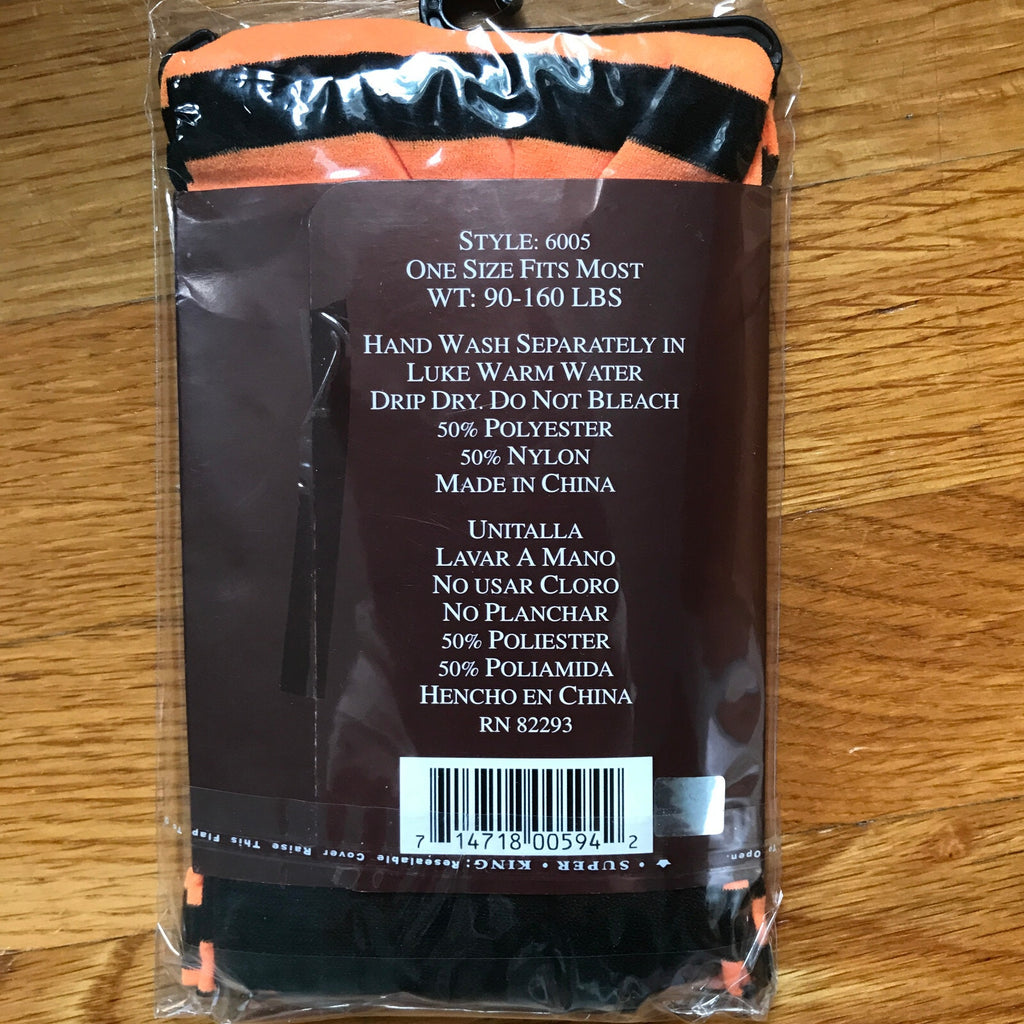 STYLE: 6005
ONE SIZE FITS MOST
WT: 90-160 LBS
HAND WASH SEPARATELY IN
LUKE WARM WATER
DRIP DRY. DO NOT BLEACH
50% POLYESTER
50% NYLON
MADE IN CHINA
UNITALLA
LAVAR A MANO
NO USAR CLORO
NO PLANCHAR
50% POLIESTER
50% POLIAMIDA
HENCHO EN CHINA
RN 82293
7 14718 00594 2
To Open.
SUPER • KING: Resealable Cover Raise This Flap To